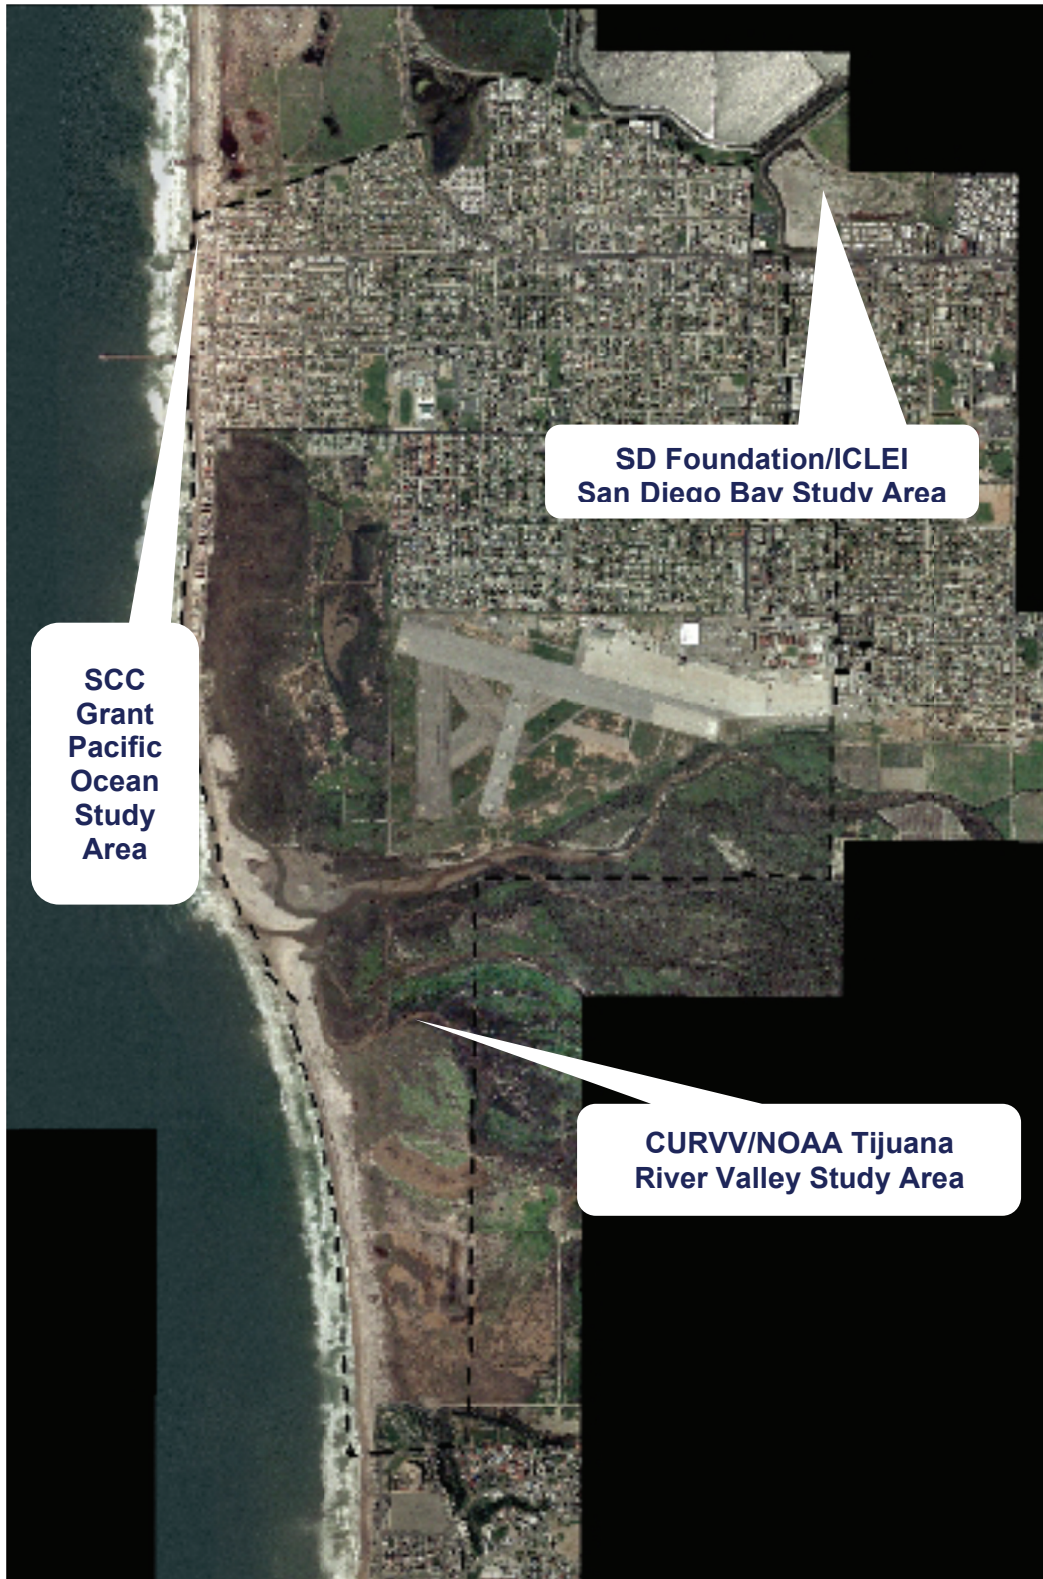 SD Foundation/ICLEI
San Diego Bay Study Area
SCC
Grant
Pacific
Ocean
Study
Area
CURVV/NOAA Tijuana
River Valley Study Area